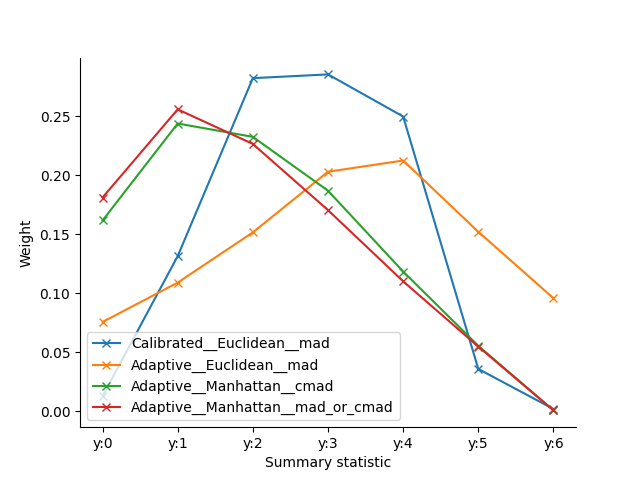 0.25
0.20
0.15
0.10
0.05
0.00
Weight
Calibrated__Euclidean__mad
Adaptive__Euclidean__mad
Adaptive__Manhattan__cmad
Adaptive__Manhattan__mad_or_cmad
y:0 y:1 y:2 y:3 y:4 y:5 y:6
Summary statistic